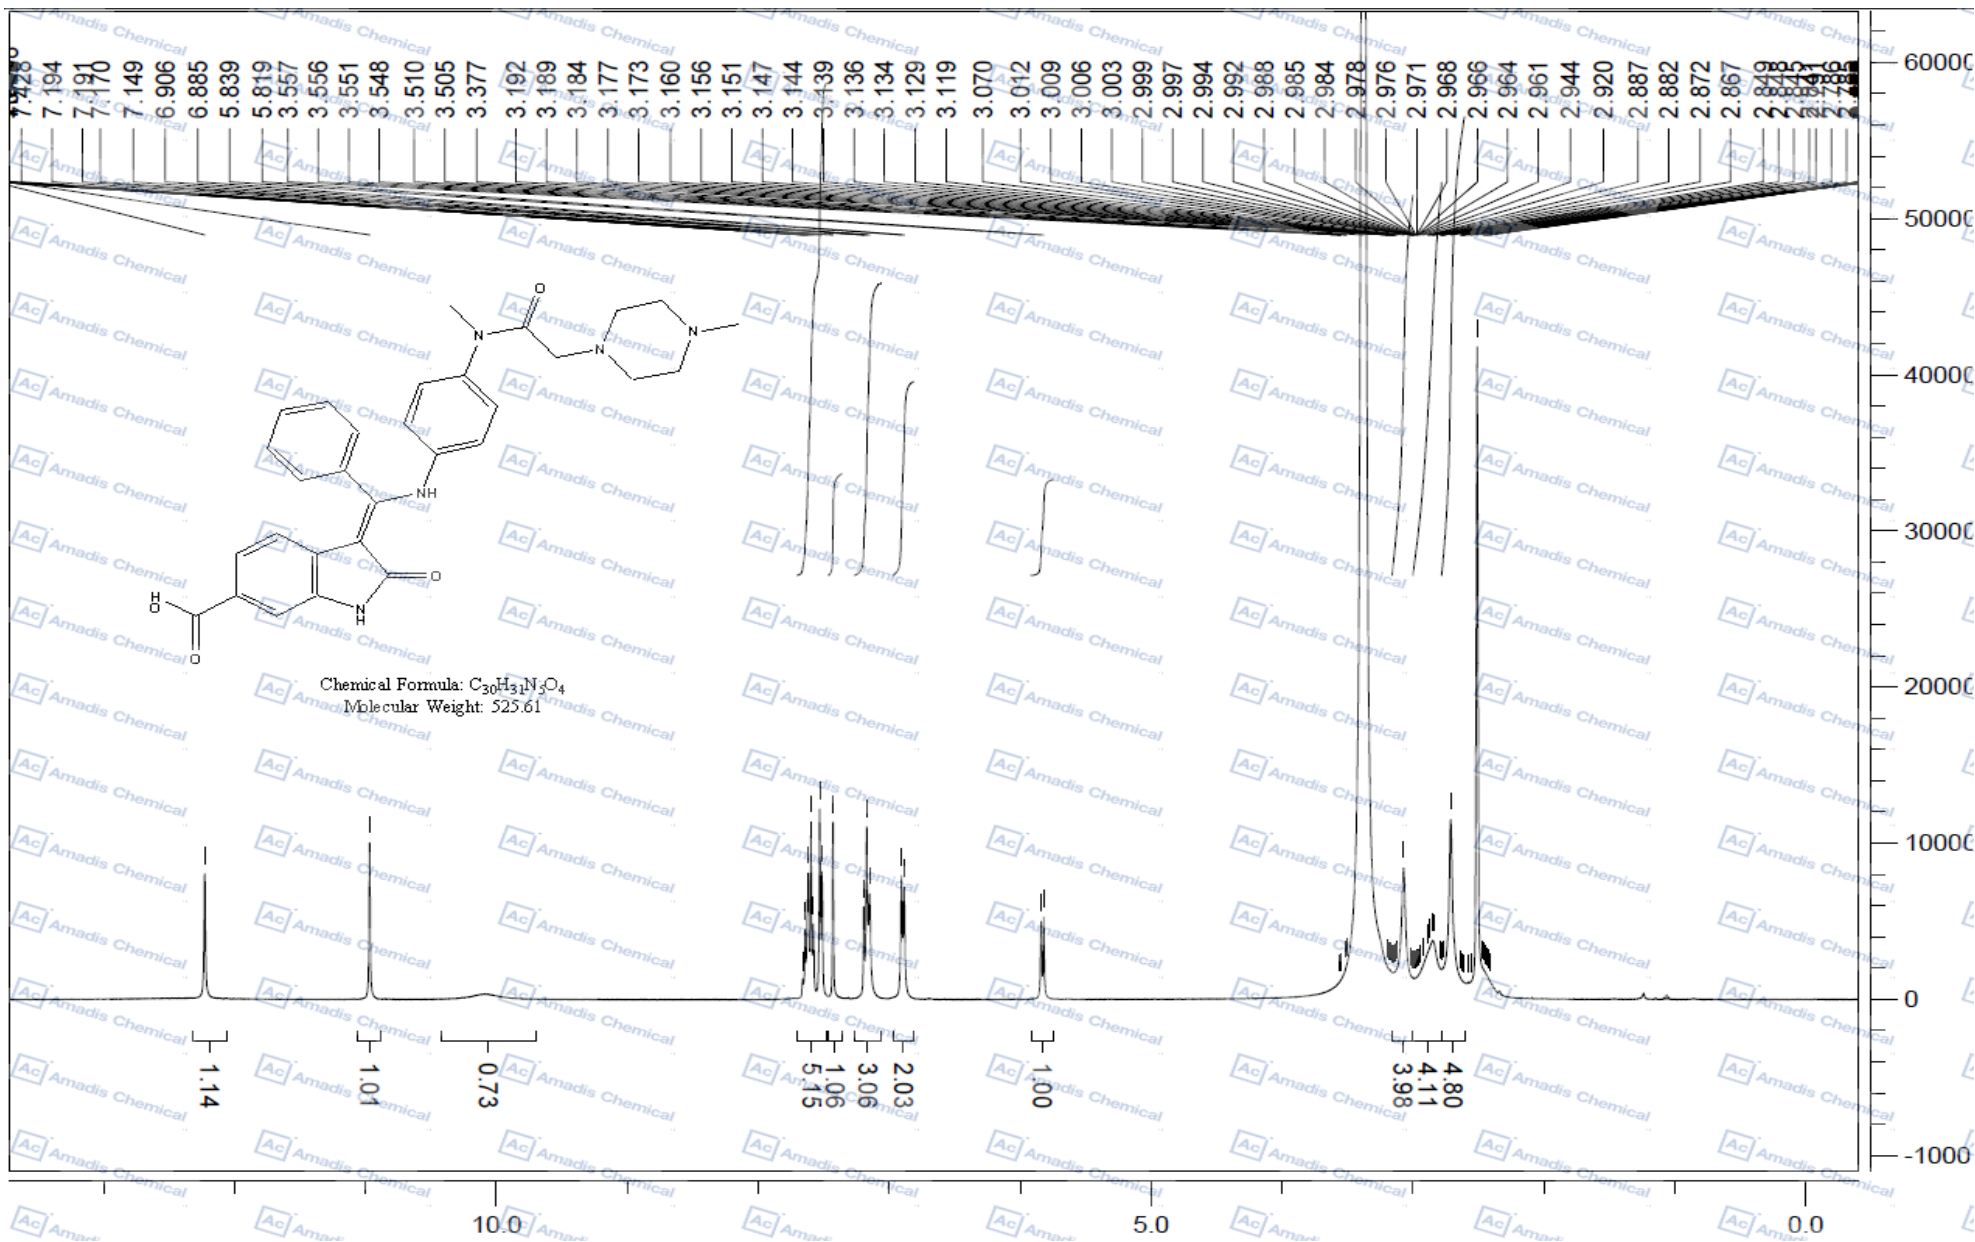 7.428 7.194 7.191 7.170 7.149 6.906 6.885 5.839 5.819 3.557 3.556 3.551 3.548 3.510 3.505 3.377 3.192 3.189 3.184 3.177 3.173 3.160 3.156 3.151 3.147 3.144 3.139 3.136 3.134 3.129 3.119 3.070 3.012 3.009 3.006 3.003 2.999 2.997 2.994 2.992 2.988 2.985 2.984 2.978 2.976 2.971 2.968 2.966 2.964 2.961 2.944 2.920 2.887 2.882 2.872 2.867 2.849
60000
50000
40000
30000
20000
10000
0
-1000
O
N
N
N
NH
O
N
H
H
O
O
Chemical Formula: C30H31N5O4
Molecular Weight: 525.61
1.14 1.01 0.73 5.15 1.06 3.06 2.03 1.00 3.98 4.11 4.80
10.0 5.0 0.0
Ac Amadis Chemical